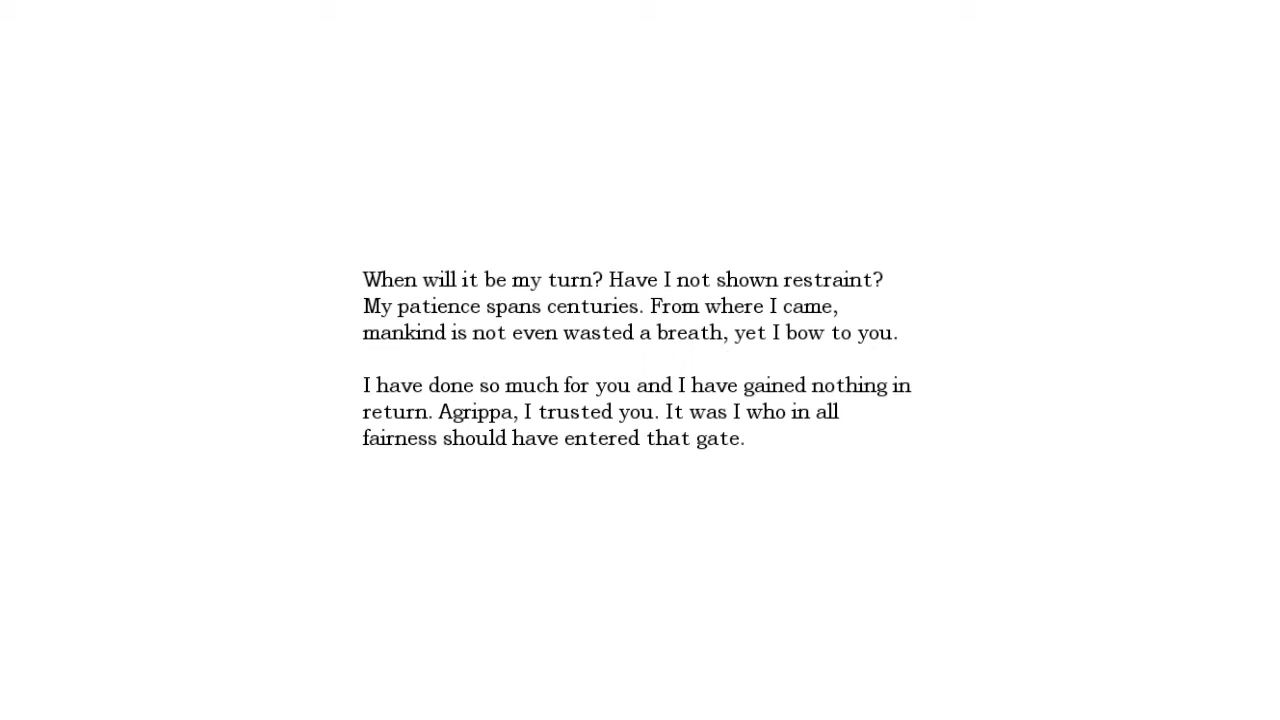 When will it be my turn? Have I not shown restraint?
My patience spans centuries. From where I came,
mankind is not even wasted a breath, yet I bow to you.
I have done so much for you and I have gained nothing in
return. Agrippa, I trusted you. It was I who in all
fairness should have entered that gate.